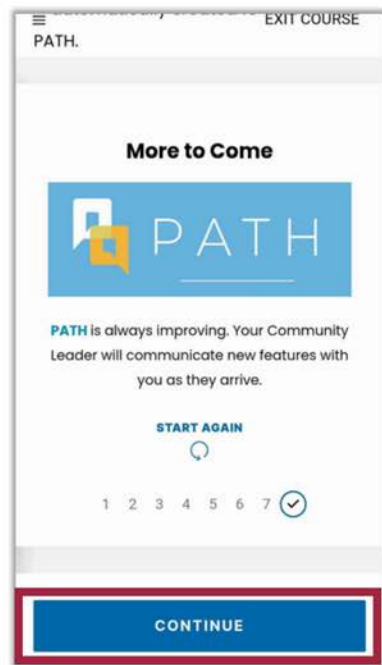 EXIT COURSE
PATH.
More to Come
PATH
PATH is always improving. Your Community
Leader will communicate new features with
you as they arrive.
START AGAIN
1 2 3 4 5 6 7
CONTINUE